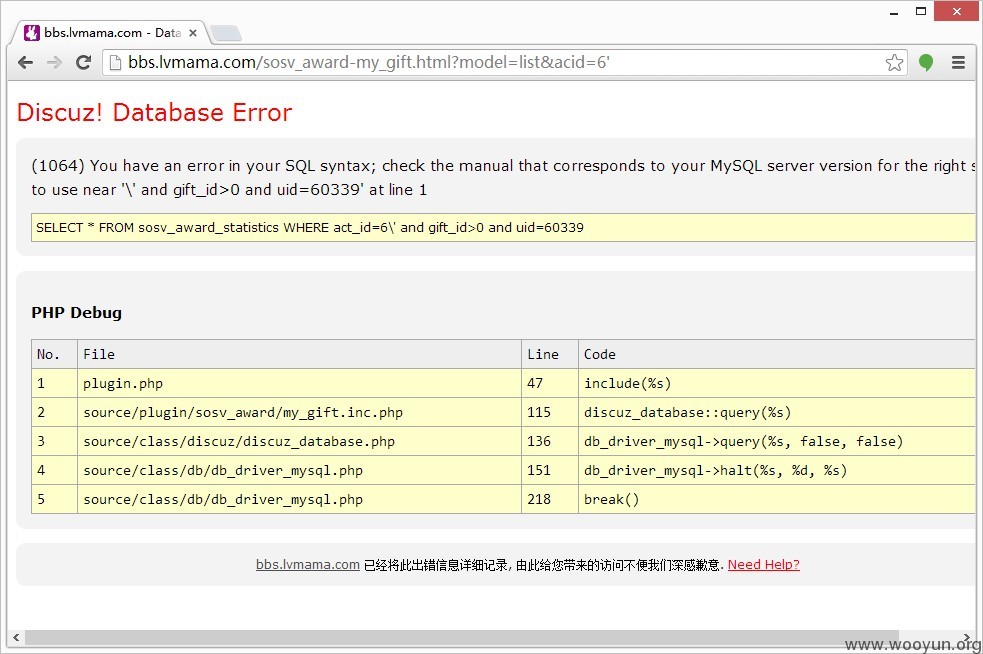 bbs.lvmama.com - Data
bbs.lvmama.com/sosv_award-my_gift.html?model=list&acid=6'
Discuz! Database Error
(1064) You have an error in your SQL syntax; check the manual that corresponds to your MySQL server version for the right s
to use near '\' and gift_id>0 and uid=60339' at line 1
SELECT * FROM sosv_award_statistics WHERE act_id=6\' and gift_id>0 and uid=60339
PHP Debug
No. File Line Code
1 plugin.php 47 include(%s)
2 source/plugin/sosv_award/my_gift.inc.php 115 discuz_database::query(%s)
3 source/class/discuz/discuz_database.php 136 db_driver_mysql->query(%s, false, false)
4 source/class/db/db_driver_mysql.php 151 db_driver_mysql->halt(%s, %d, %s)
5 source/class/db/db_driver_mysql.php 218 break()
bbs.lvmama.com 已经将此出错信息详细记录, 由此给您带来的访问不便我们深感歉意. Need Help?
www.wooyun.org